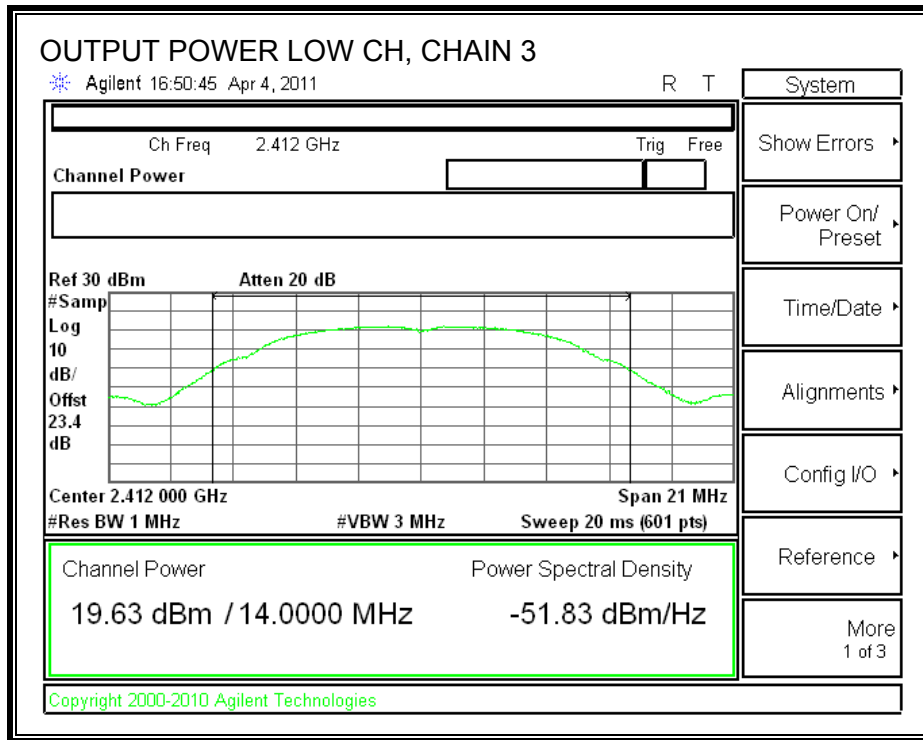 OUTPUT POWER LOW CH, CHAIN 3
Agilent 16:50:45 Apr 4, 2011 R T
System
Ch Freq 2.412 GHz Trig Free
Show Errors
Channel Power
Power On/
Preset
Ref 30 dBm Atten 20 dB
#Samp
Log
10
dB/
Offst
23.4
dB
Time/Date
Alignments
Config I/O
Center 2.412 000 GHz Span 21 MHz
#Res BW 1 MHz #VBW 3 MHz Sweep 20 ms (601 pts)
Reference
Channel Power Power Spectral Density
19.63 dBm / 14.0000 MHz -51.83 dBm/Hz
More
1 of 3
Copyright 2000-2010 Agilent Technologies